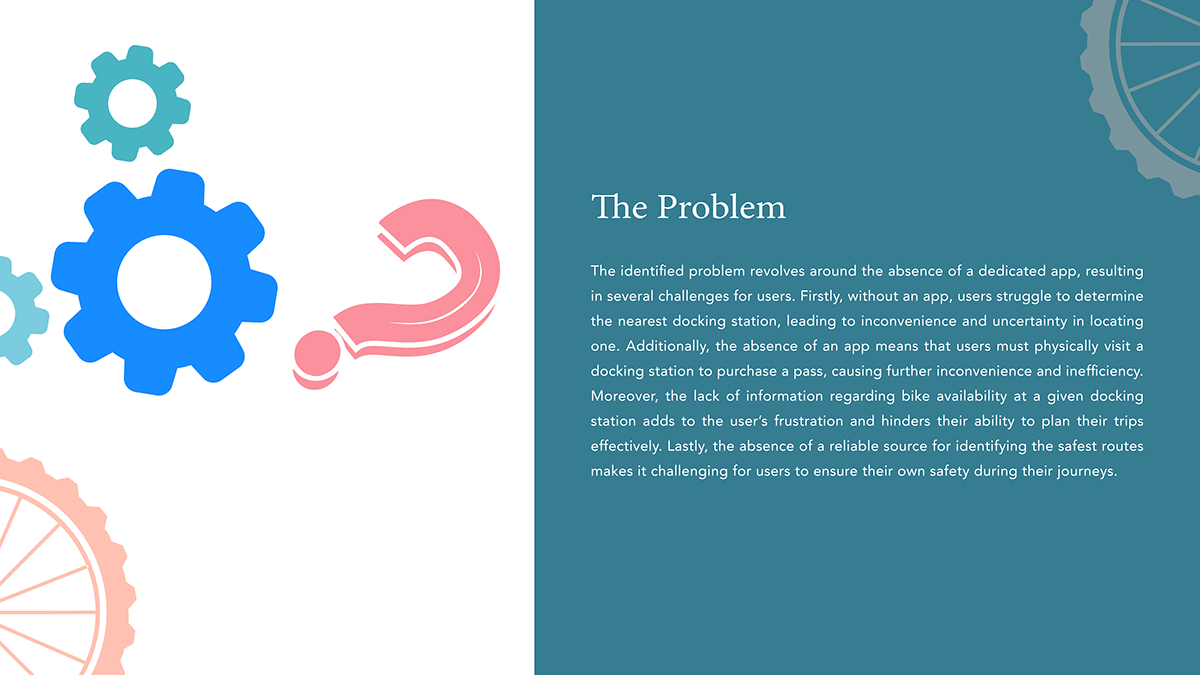 The Problem
The identified problem revolves around the absence of a dedicated app, resulting
in several challenges for users. Firstly, without an app, users struggle to determine
the nearest docking station, leading to inconvenience and uncertainty in locating
one. Additionally, the absence of an app means that users must physically visit a
docking station to purchase a pass, causing further inconvenience and inefficiency.
Moreover, the lack of information regarding bike availability at a given docking
station adds to the user’s frustration and hinders their ability to plan their trips
effectively. Lastly, the absence of a reliable source for identifying the safest routes
makes it challenging for users to ensure their own safety during their journeys.